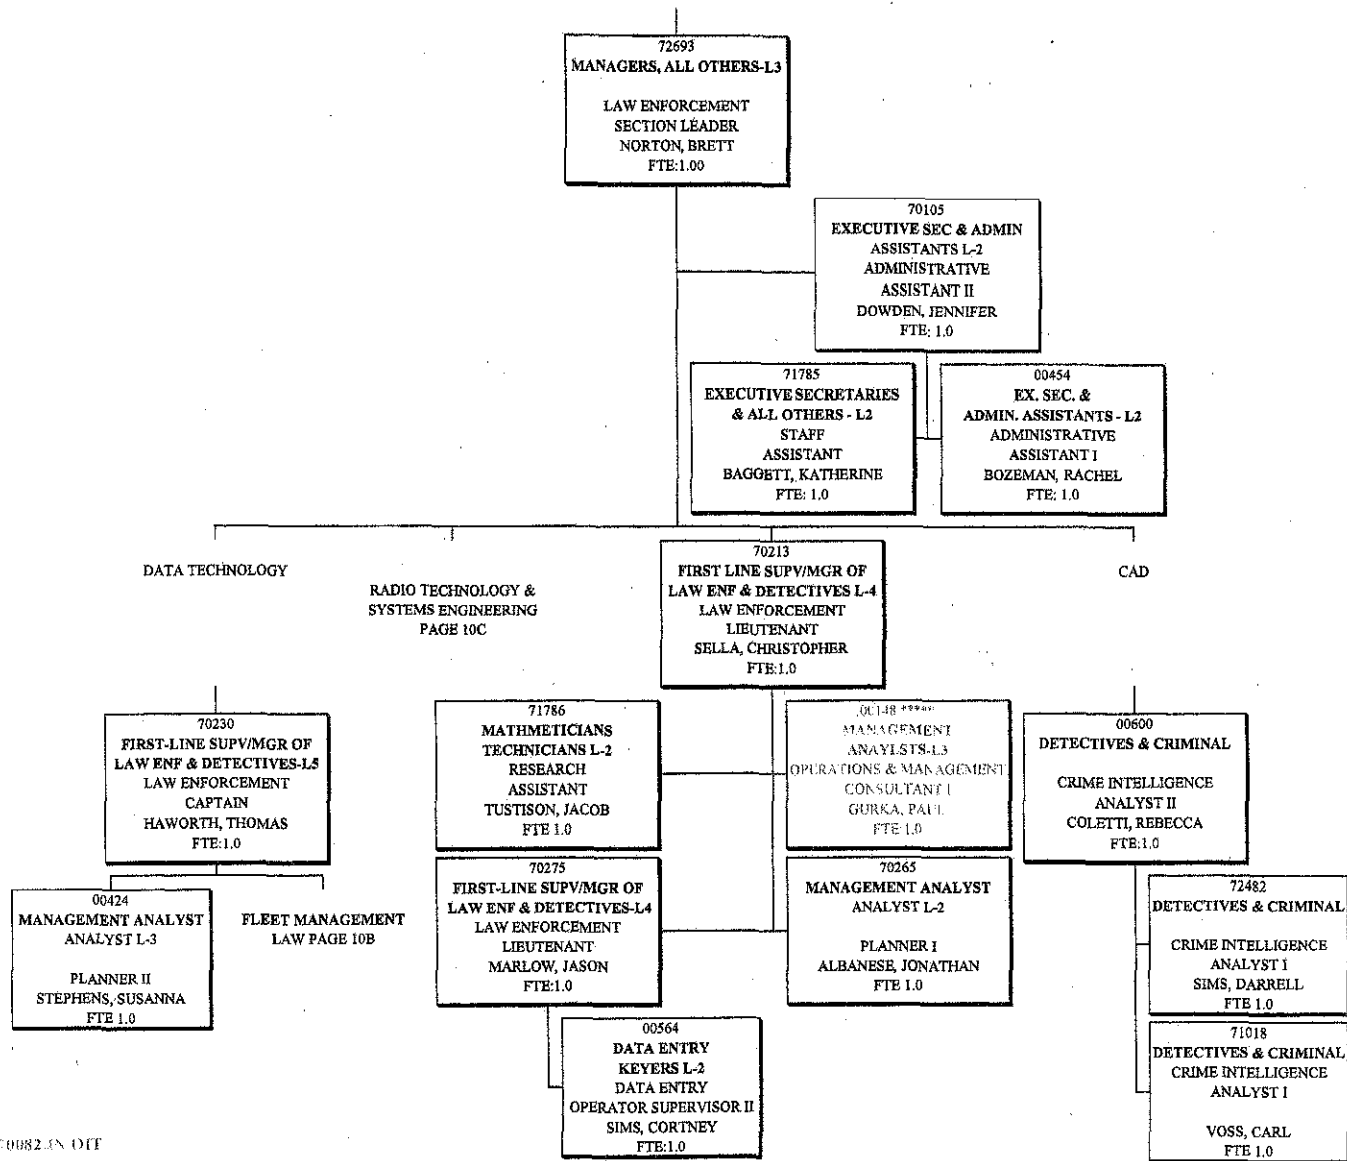 72693
MANAGERS, ALL OTHERS-L3
LAW ENFORCEMENT
SECTION LEADER
NORTON, BRETT
FTE:1.00
70105
EXECUTIVE SEC & ADMIN
ASSISTANTS L-2
ADMINISTRATIVE
ASSISTANT II
DOWDEN, JENNIFER
FTE: 1.0
71785
EXECUTIVE SECRETARIES
& ALL OTHERS - L2
STAFF
ASSISTANT
BAGGETT, KATHERINE
FTE: 1.0
00454
EX. SEC. &
ADMIN. ASSISTANTS - L2
ADMINISTRATIVE
ASSISTANT I
BOZEMAN, RACHEL
FTE: 1.0
DATA TECHNOLOGY
RADIO TECHNOLOGY &
SYSTEMS ENGINEERING
PAGE 10C
70213
FIRST LINE SUPV/MGR OF
LAW ENF & DETECTIVES L-4
LAW ENFORCEMENT
LIEUTENANT
SELLA, CHRISTOPHER
FTE:1.0
CAD
70230
FIRST-LINE SUPV/MGR OF
LAW ENF & DETECTIVES-L5
LAW ENFORCEMENT
CAPTAIN
HAWORTH, THOMAS
FTE:1.0
71786
MATHMETICIANS
TECHNICIANS L-2
RESEARCH
ASSISTANT
TUSTISON, JACOB
FTE 1.0
00148 *****
MANAGEMENT
ANAYLSTS-L3
OPERATIONS & MANAGEMENT
CONSULTANT I
GURKA, PAUL
FTE 1.0
00600
DETECTIVES & CRIMINAL
CRIME INTELLIGENCE
ANALYST II
COLETTI, REBECCA
FTE:1.0
00424
MANAGEMENT ANALYST
ANALYST L-3
PLANNER II
STEPHENS, SUSANNA
FTE 1.0
FLEET MANAGEMENT
LAW PAGE 10B
70275
FIRST-LINE SUPV/MGR OF
LAW ENF & DETECTIVES-L4
LAW ENFORCEMENT
LIEUTENANT
MARLOW, JASON
FTE:1.0
70265
MANAGEMENT ANALYST
ANALYST L-2
PLANNER I
ALBANESE, JONATHAN
FTE 1.0
72482
DETECTIVES & CRIMINAL
CRIME INTELLIGENCE
ANALYST I
SIMS, DARRELL
FTE 1.0
00564
DATA ENTRY
KEYERS L-2
DATA ENTRY
OPERATOR SUPERVISOR II
SIMS, CORTNEY
FTE:1.0
71018
DETECTIVES & CRIMINAL
CRIME INTELLIGENCE
ANALYST I
VOSS, CARL
FTE 1.0
OIT